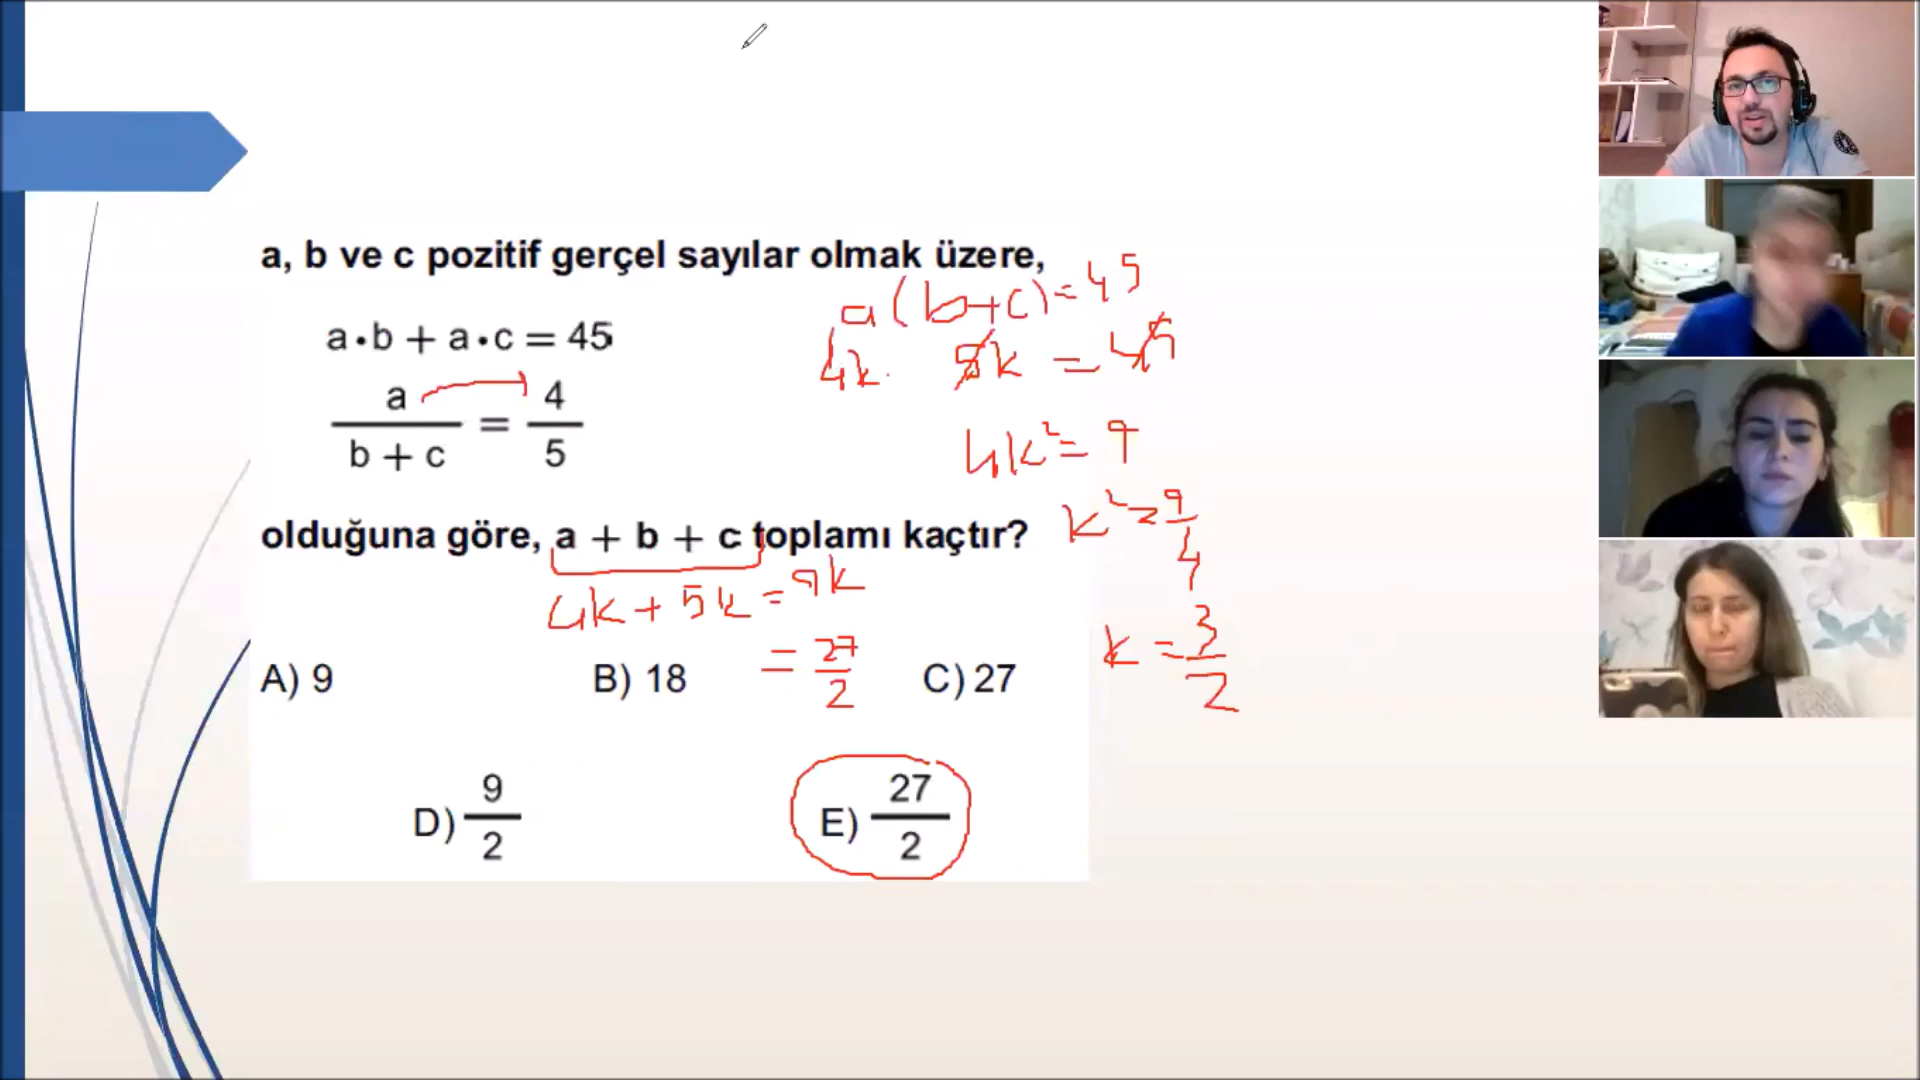 a, b ve c pozitif gerçel sayılar olmak üzere,
a(b+c)=45
a•b + a•c = 45
4k. 5k = 45
a/(b + c) = 4/5
4k²=9
k²=9/4
olduğuna göre, a + b + c toplamı kaçtır?
4k+5k=9k
=27/2
k=3/2
A) 9 B) 18 C) 27
D) 9/2 E) 27/2